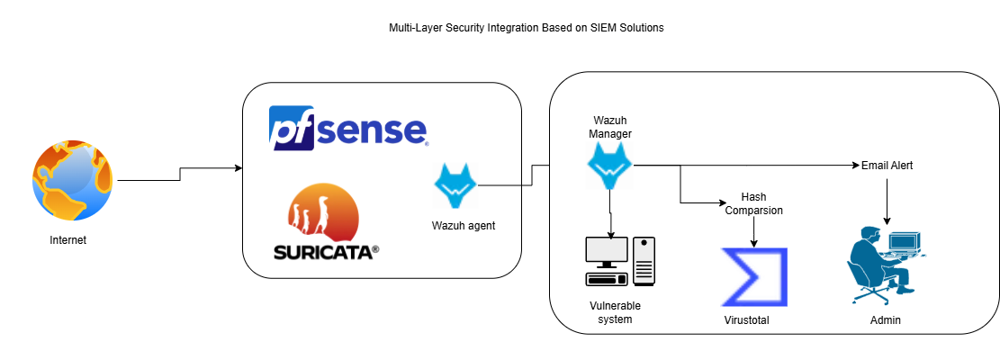 Multi-Layer Security Integration Based on SIEM Solutions
pfsense®
SURICATA®
Internet
Wazuh agent
Wazuh
Manager
Email Alert
Hash
Comparsion
Vulnerable
system
Virustotal
Admin